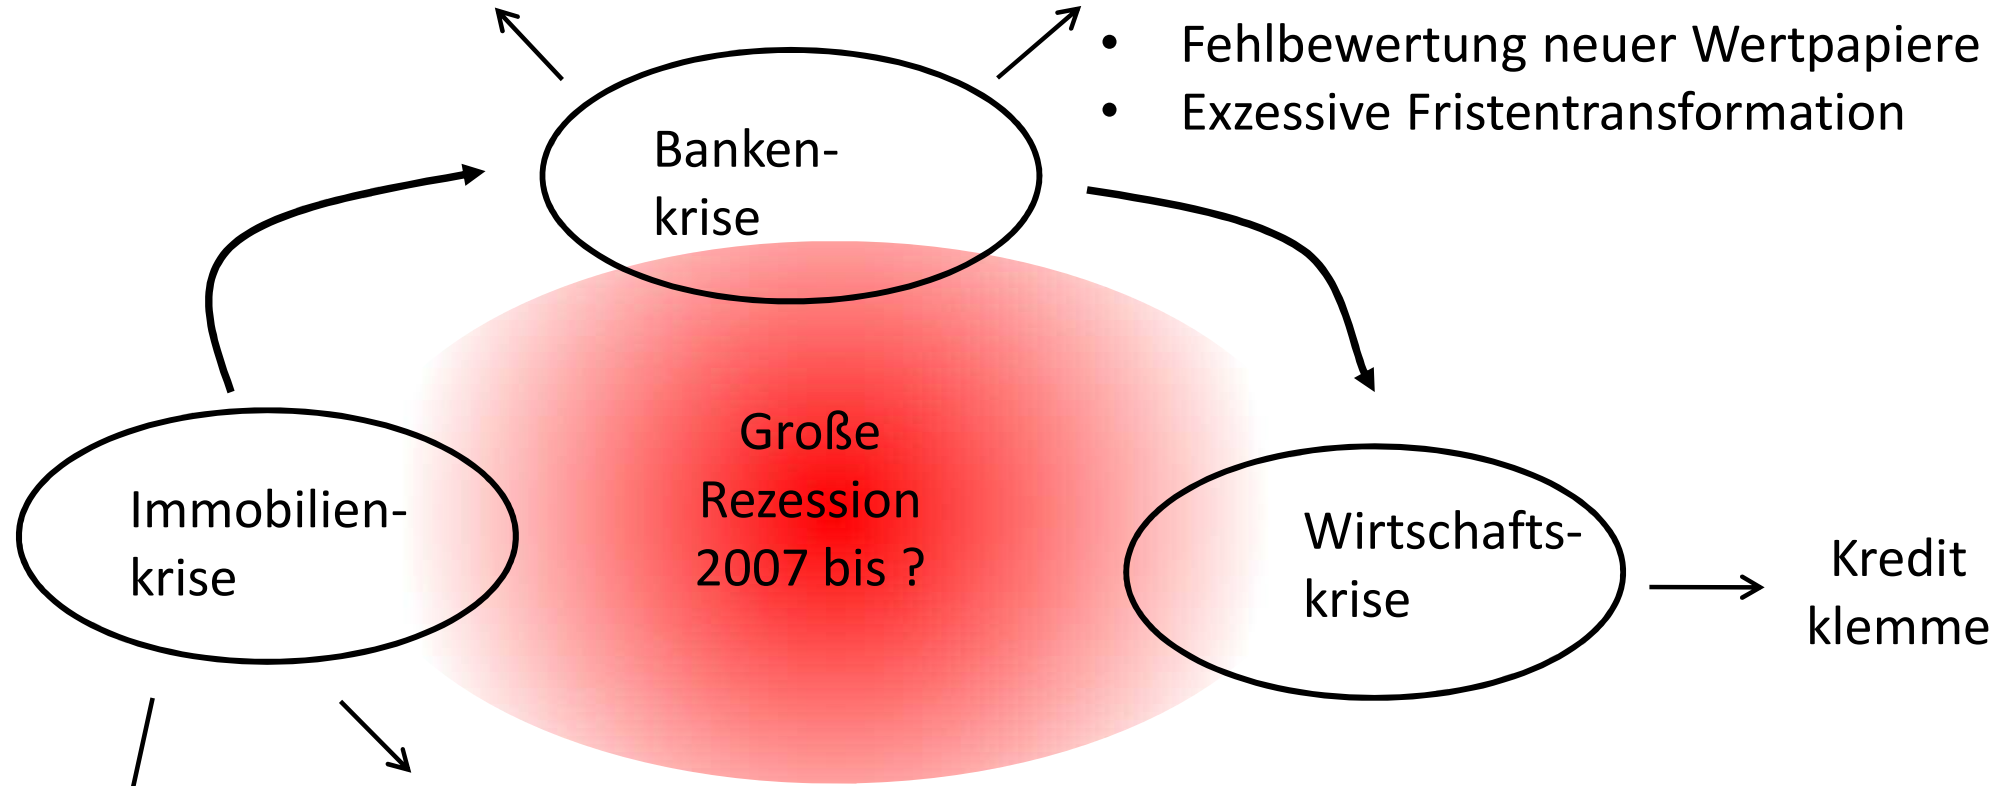 • Fehlbewertung neuer Wertpapiere
• Exzessive Fristentransformation
Banken-
krise
Große
Rezession
2007 bis ?
Immobilien-
krise
Wirtschafts-
krise
Kredit
klemme